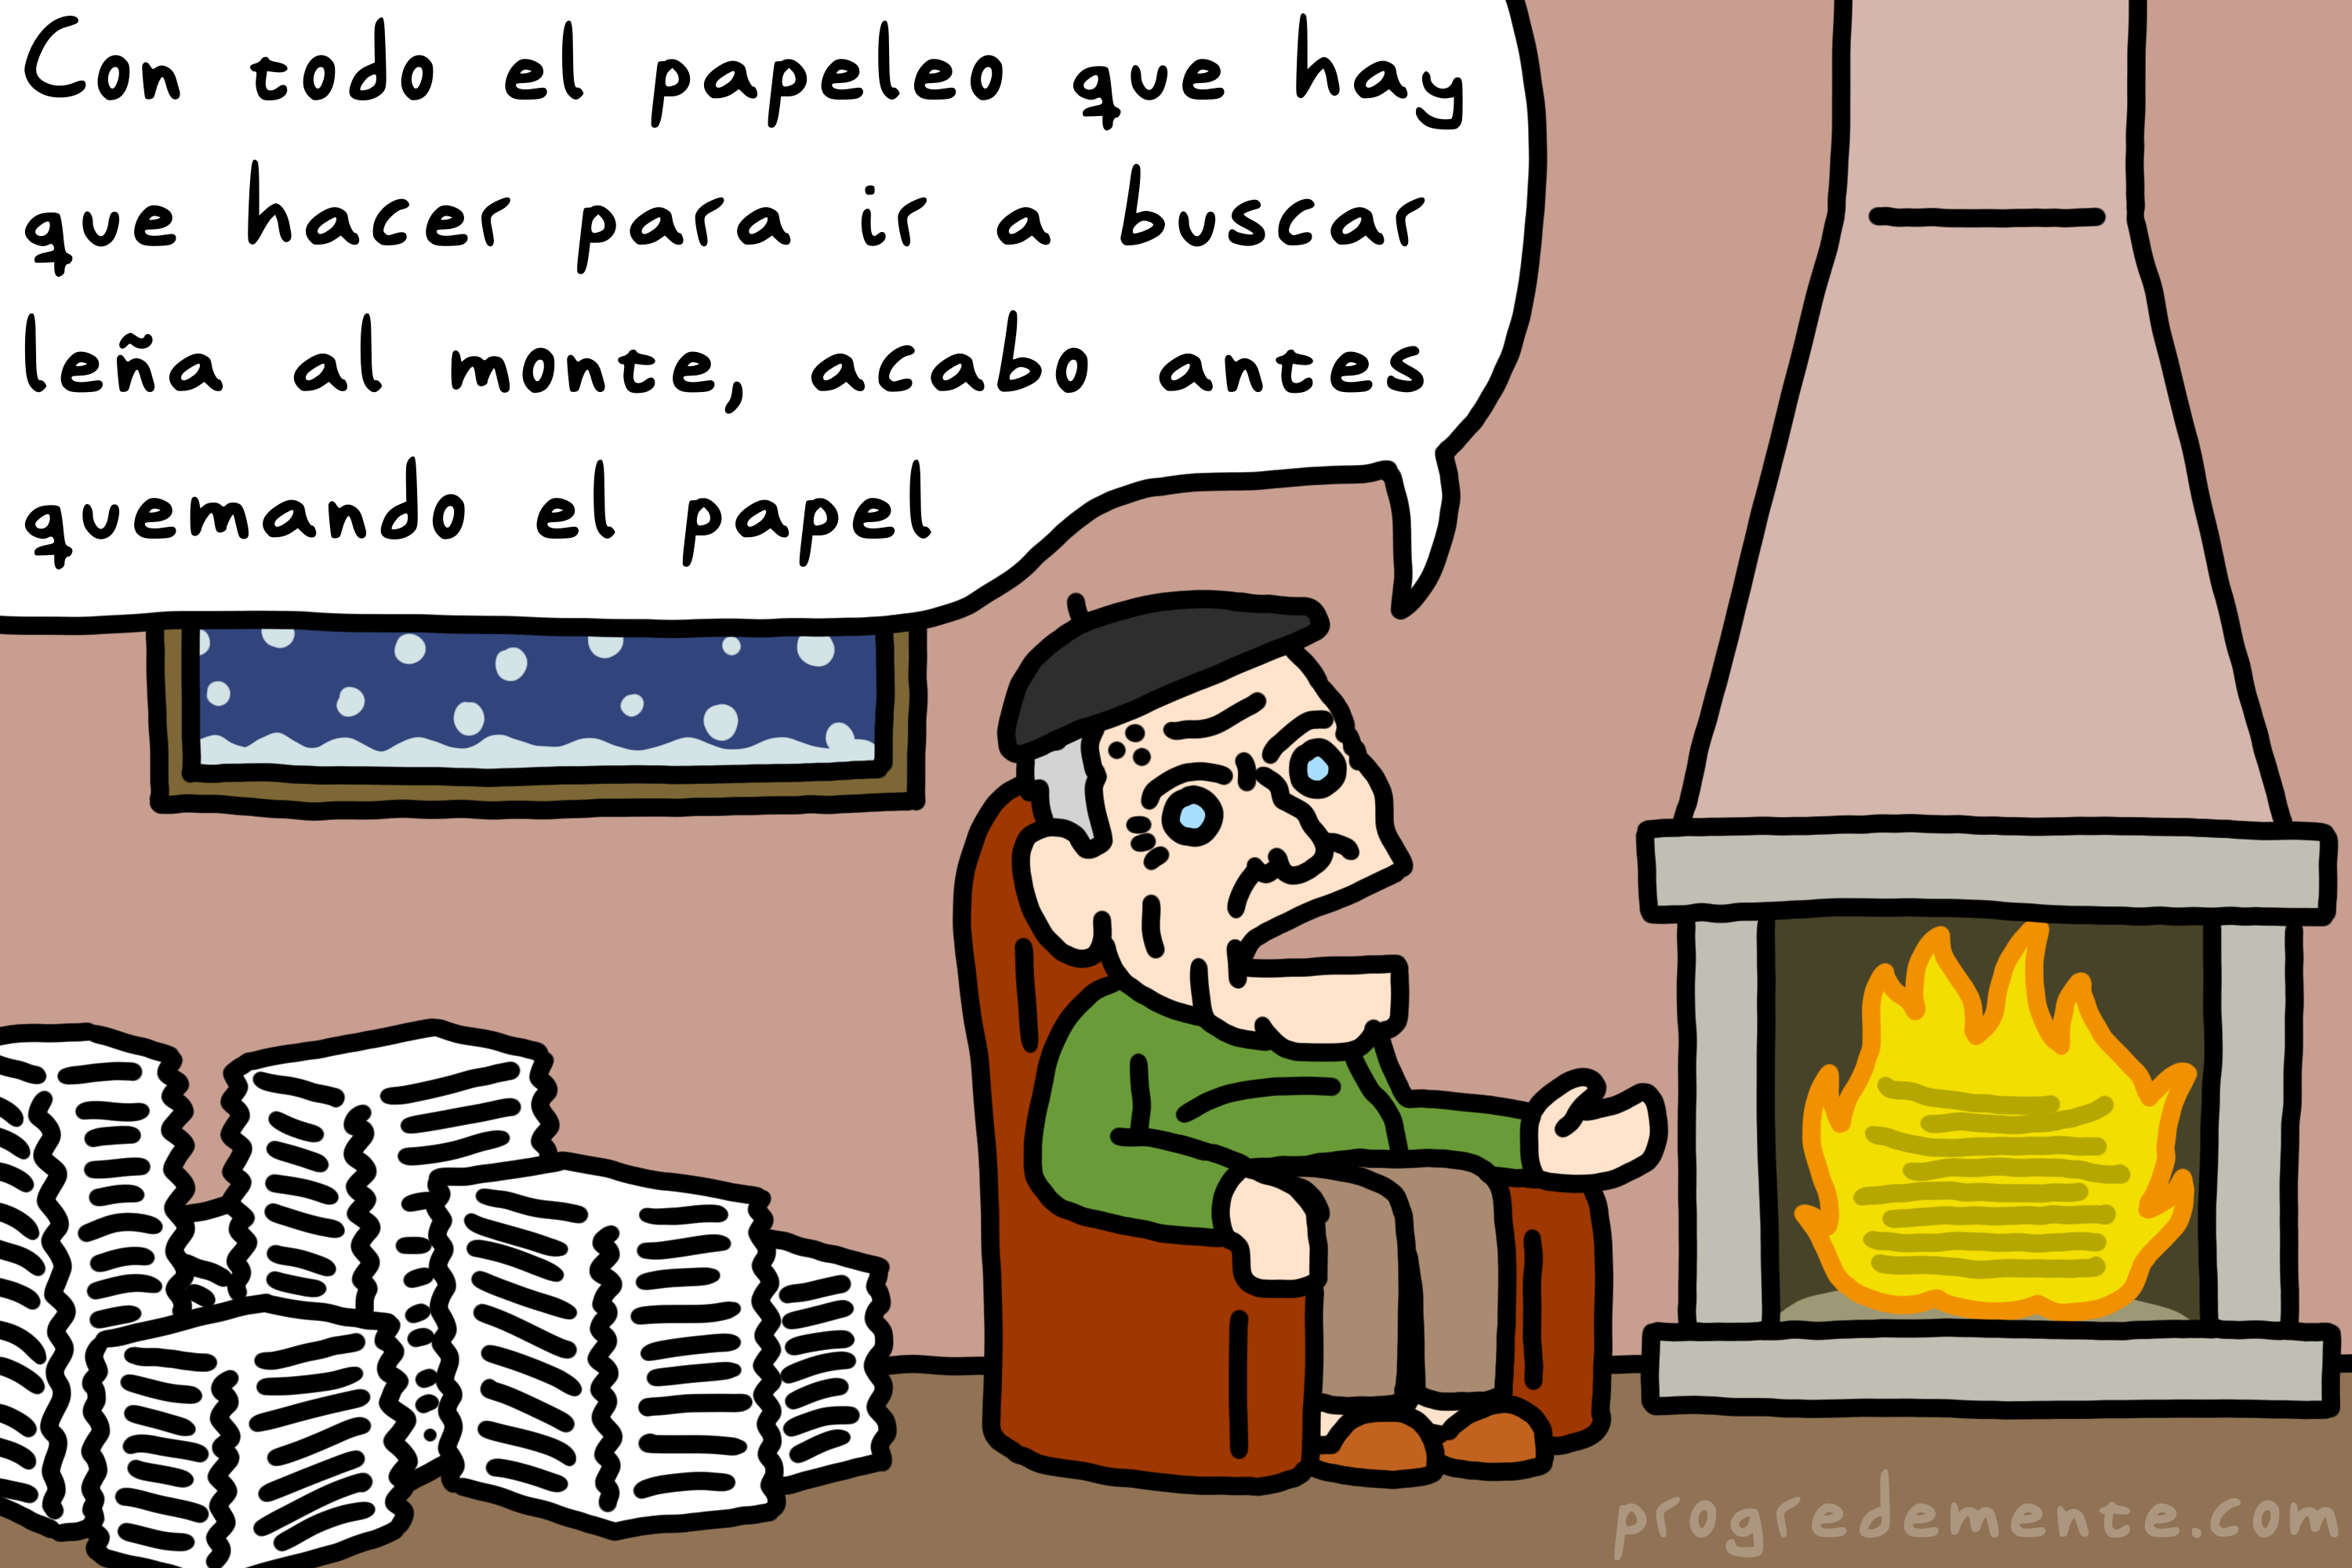 Con todo el papeleo que hay
que hacer para ir a buscar
leña al monte, acabo antes
quemando el papel
progredemente.com